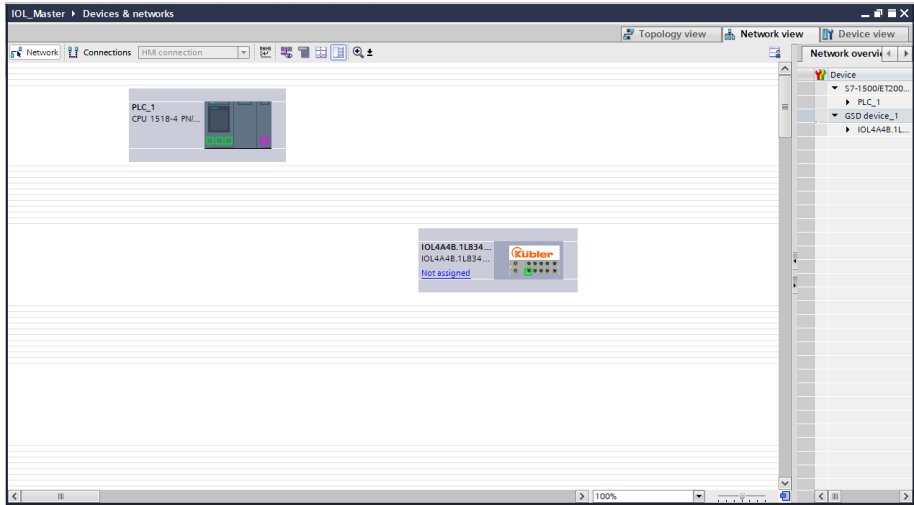 IOL_Master ▸ Devices & networks
Topology view Network view Device view
Network Connections HMI connection Network overvie
Device
S7-1500/ET200...
PLC_1
GSD device_1
IOL4A4B.1L...
PLC_1
CPU 1518-4 PN/...
IOL4A4B.1L834...
IOL4A4B.1L834...
Not assigned
Kübler
100%